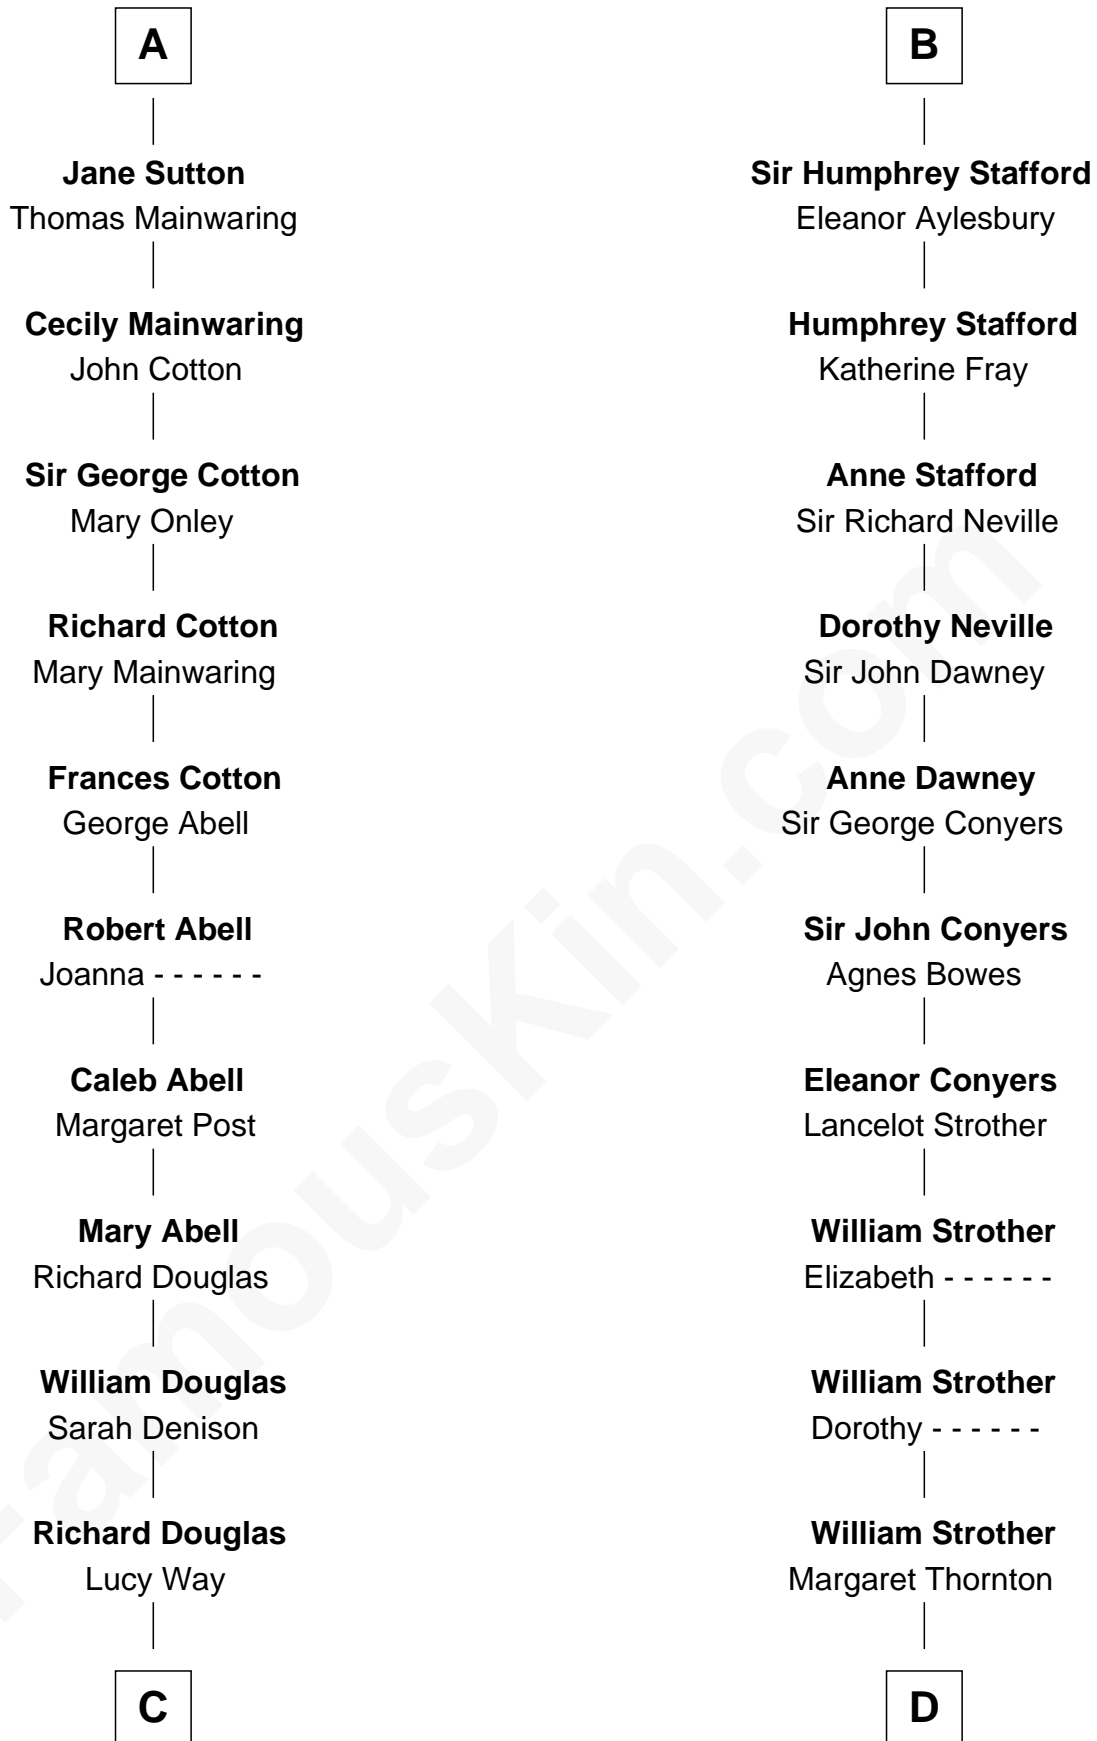 A
Jane Sutton
Thomas Mainwaring
Cecily Mainwaring
John Cotton
Sir George Cotton
Mary Onley
Richard Cotton
Mary Mainwaring
Frances Cotton
George Abell
Robert Abell
Joanna - - - - - -
Caleb Abell
Margaret Post
Mary Abell
Richard Douglas
William Douglas
Sarah Denison
Richard Douglas
Lucy Way
C
B
Sir Humphrey Stafford
Eleanor Aylesbury
Humphrey Stafford
Katherine Fray
Anne Stafford
Sir Richard Neville
Dorothy Neville
Sir John Dawney
Anne Dawney
Sir George Conyers
Sir John Conyers
Agnes Bowes
Eleanor Conyers
Lancelot Strother
William Strother
Elizabeth - - - - - -
William Strother
Dorothy - - - - - -
William Strother
Margaret Thornton
D
FamousKin.com